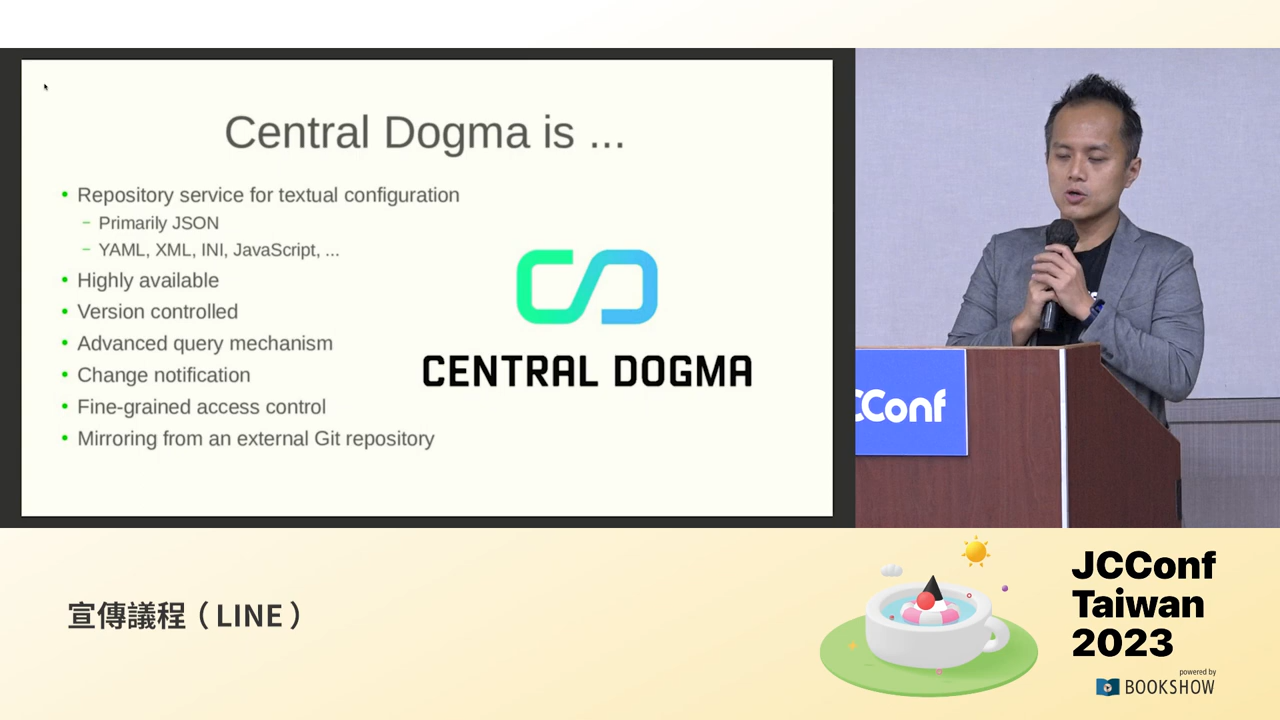 Central Dogma is ...
• Repository service for textual configuration
– Primarily JSON
– YAML, XML, INI, JavaScript, ...
• Highly available
• Version controlled
• Advanced query mechanism
• Change notification
• Fine-grained access control
• Mirroring from an external Git repository
CENTRAL DOGMA
CConf
宣傳議程（LINE）
JCConf
Taiwan
2023
powered by
BOOKSHOW